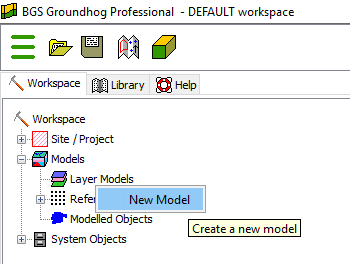 BGS Groundhog Professional - DEFAULT workspace
Workspace Library Help
Workspace
Site / Project
Models
Layer Models
Refe
New Model
Modelled Objects
Create a new model
System Objects